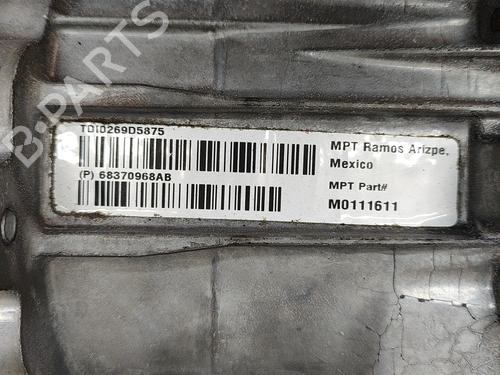 B-PARTS
TDI0269D5875
(P) 68370968AB
MPT Ramos Arizpe,
Mexico
MPT Part#
M0111611